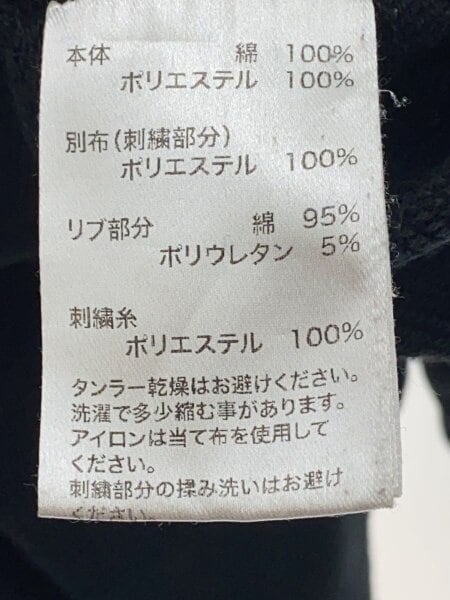 本体 綿 100%
ポリエステル 100%
別布(刺繍部分)
ポリエステル 100%
リブ部分 綿 95%
ポリウレタン 5%
刺繍糸
ポリエステル 100%
タンラー乾燥はお避けください。
洗濯で多少縮む事があります。
アイロンは当て布を使用して
ください。
刺繍部分の揉み洗いはお避け
ください。